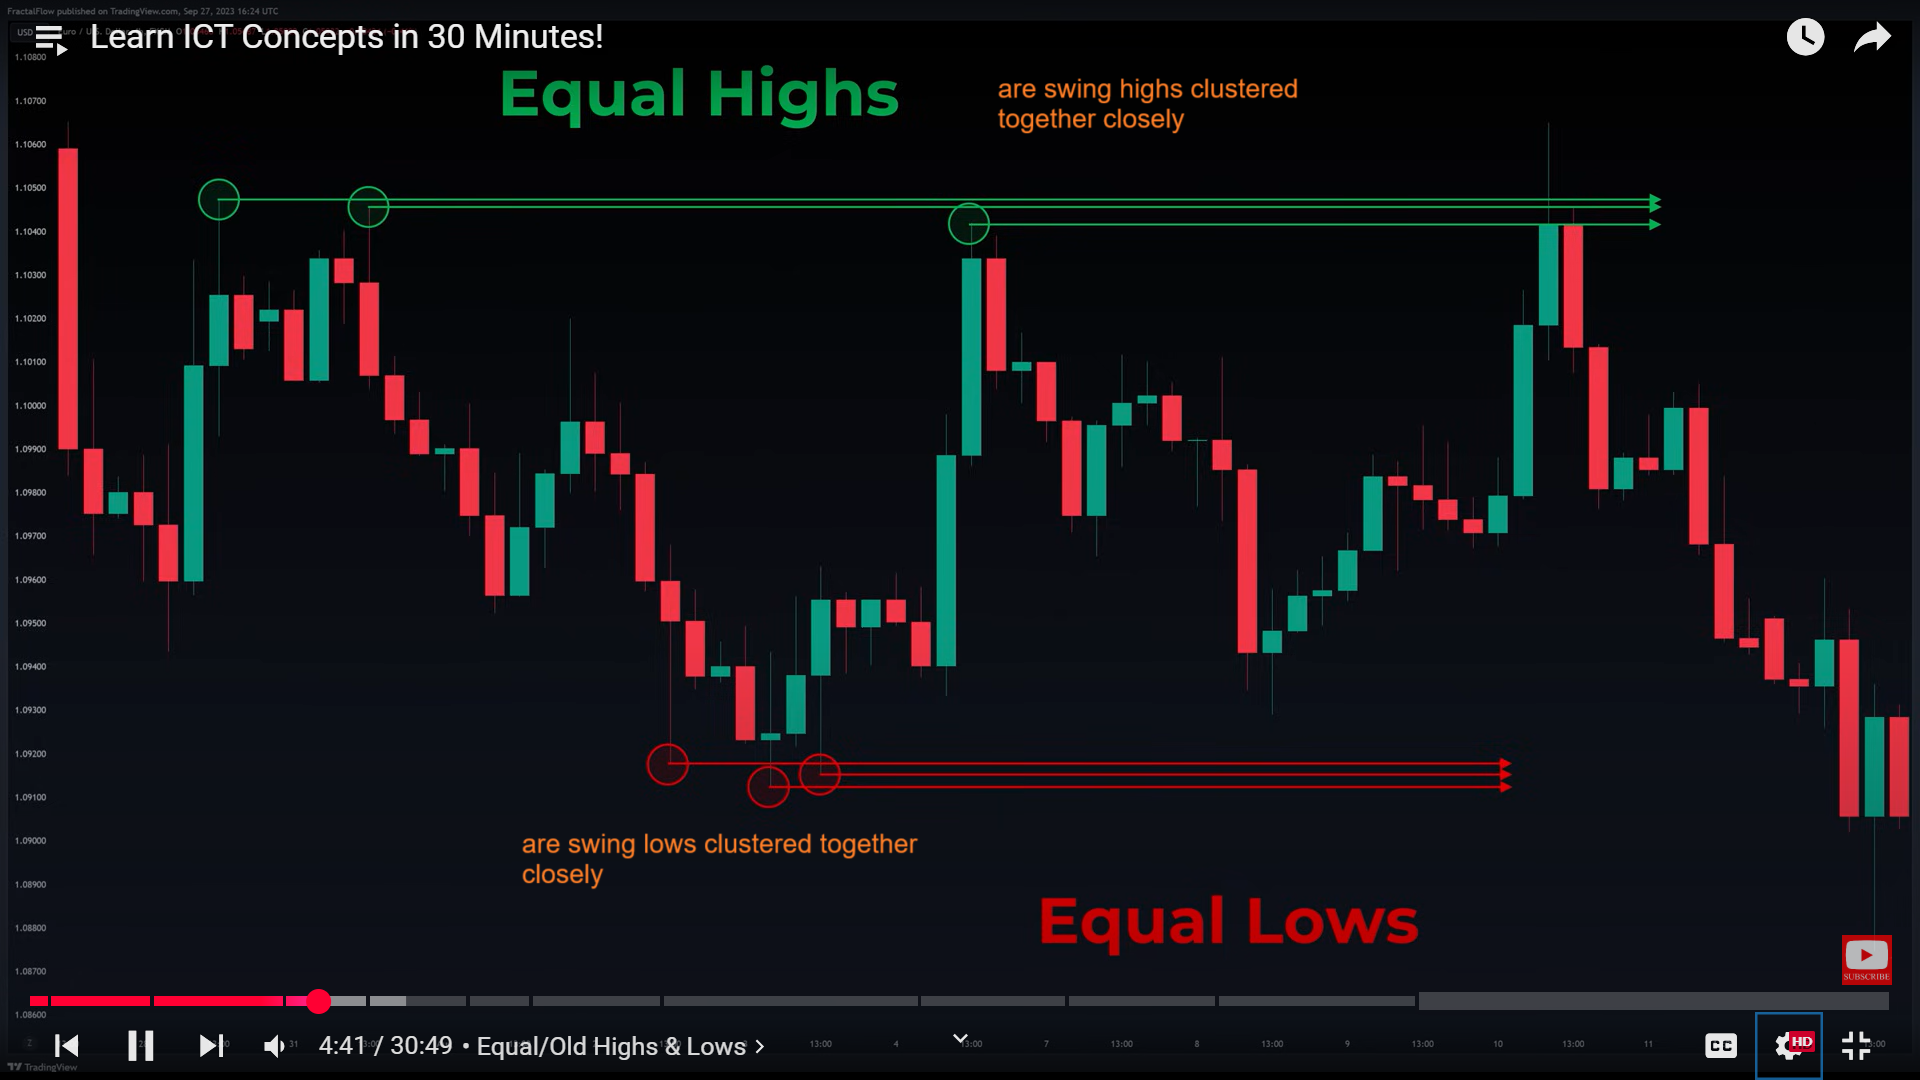 FractalFlow published on TradingView.com, Sep 27, 2023 16:24 UTC
USD
Learn ICT Concepts in 30 Minutes!
Equal Highs
are swing highs clustered
together closely
1.10800
1.10700
1.10600
1.10500
1.10400
1.10300
1.10200
1.10100
1.10000
1.09900
1.09800
1.09700
1.09600
1.09500
1.09400
1.09300
1.09200
1.09100
1.09000
1.08900
1.08800
1.08700
1.08600
are swing lows clustered together
closely
Equal Lows
SUBSCRIBE
31 13:00 4 13:00 7 13:00 8 13:00 9 13:00 10 13:00 11
4:41 / 30:49 • Equal/Old Highs & Lows
CC
HD
TradingView